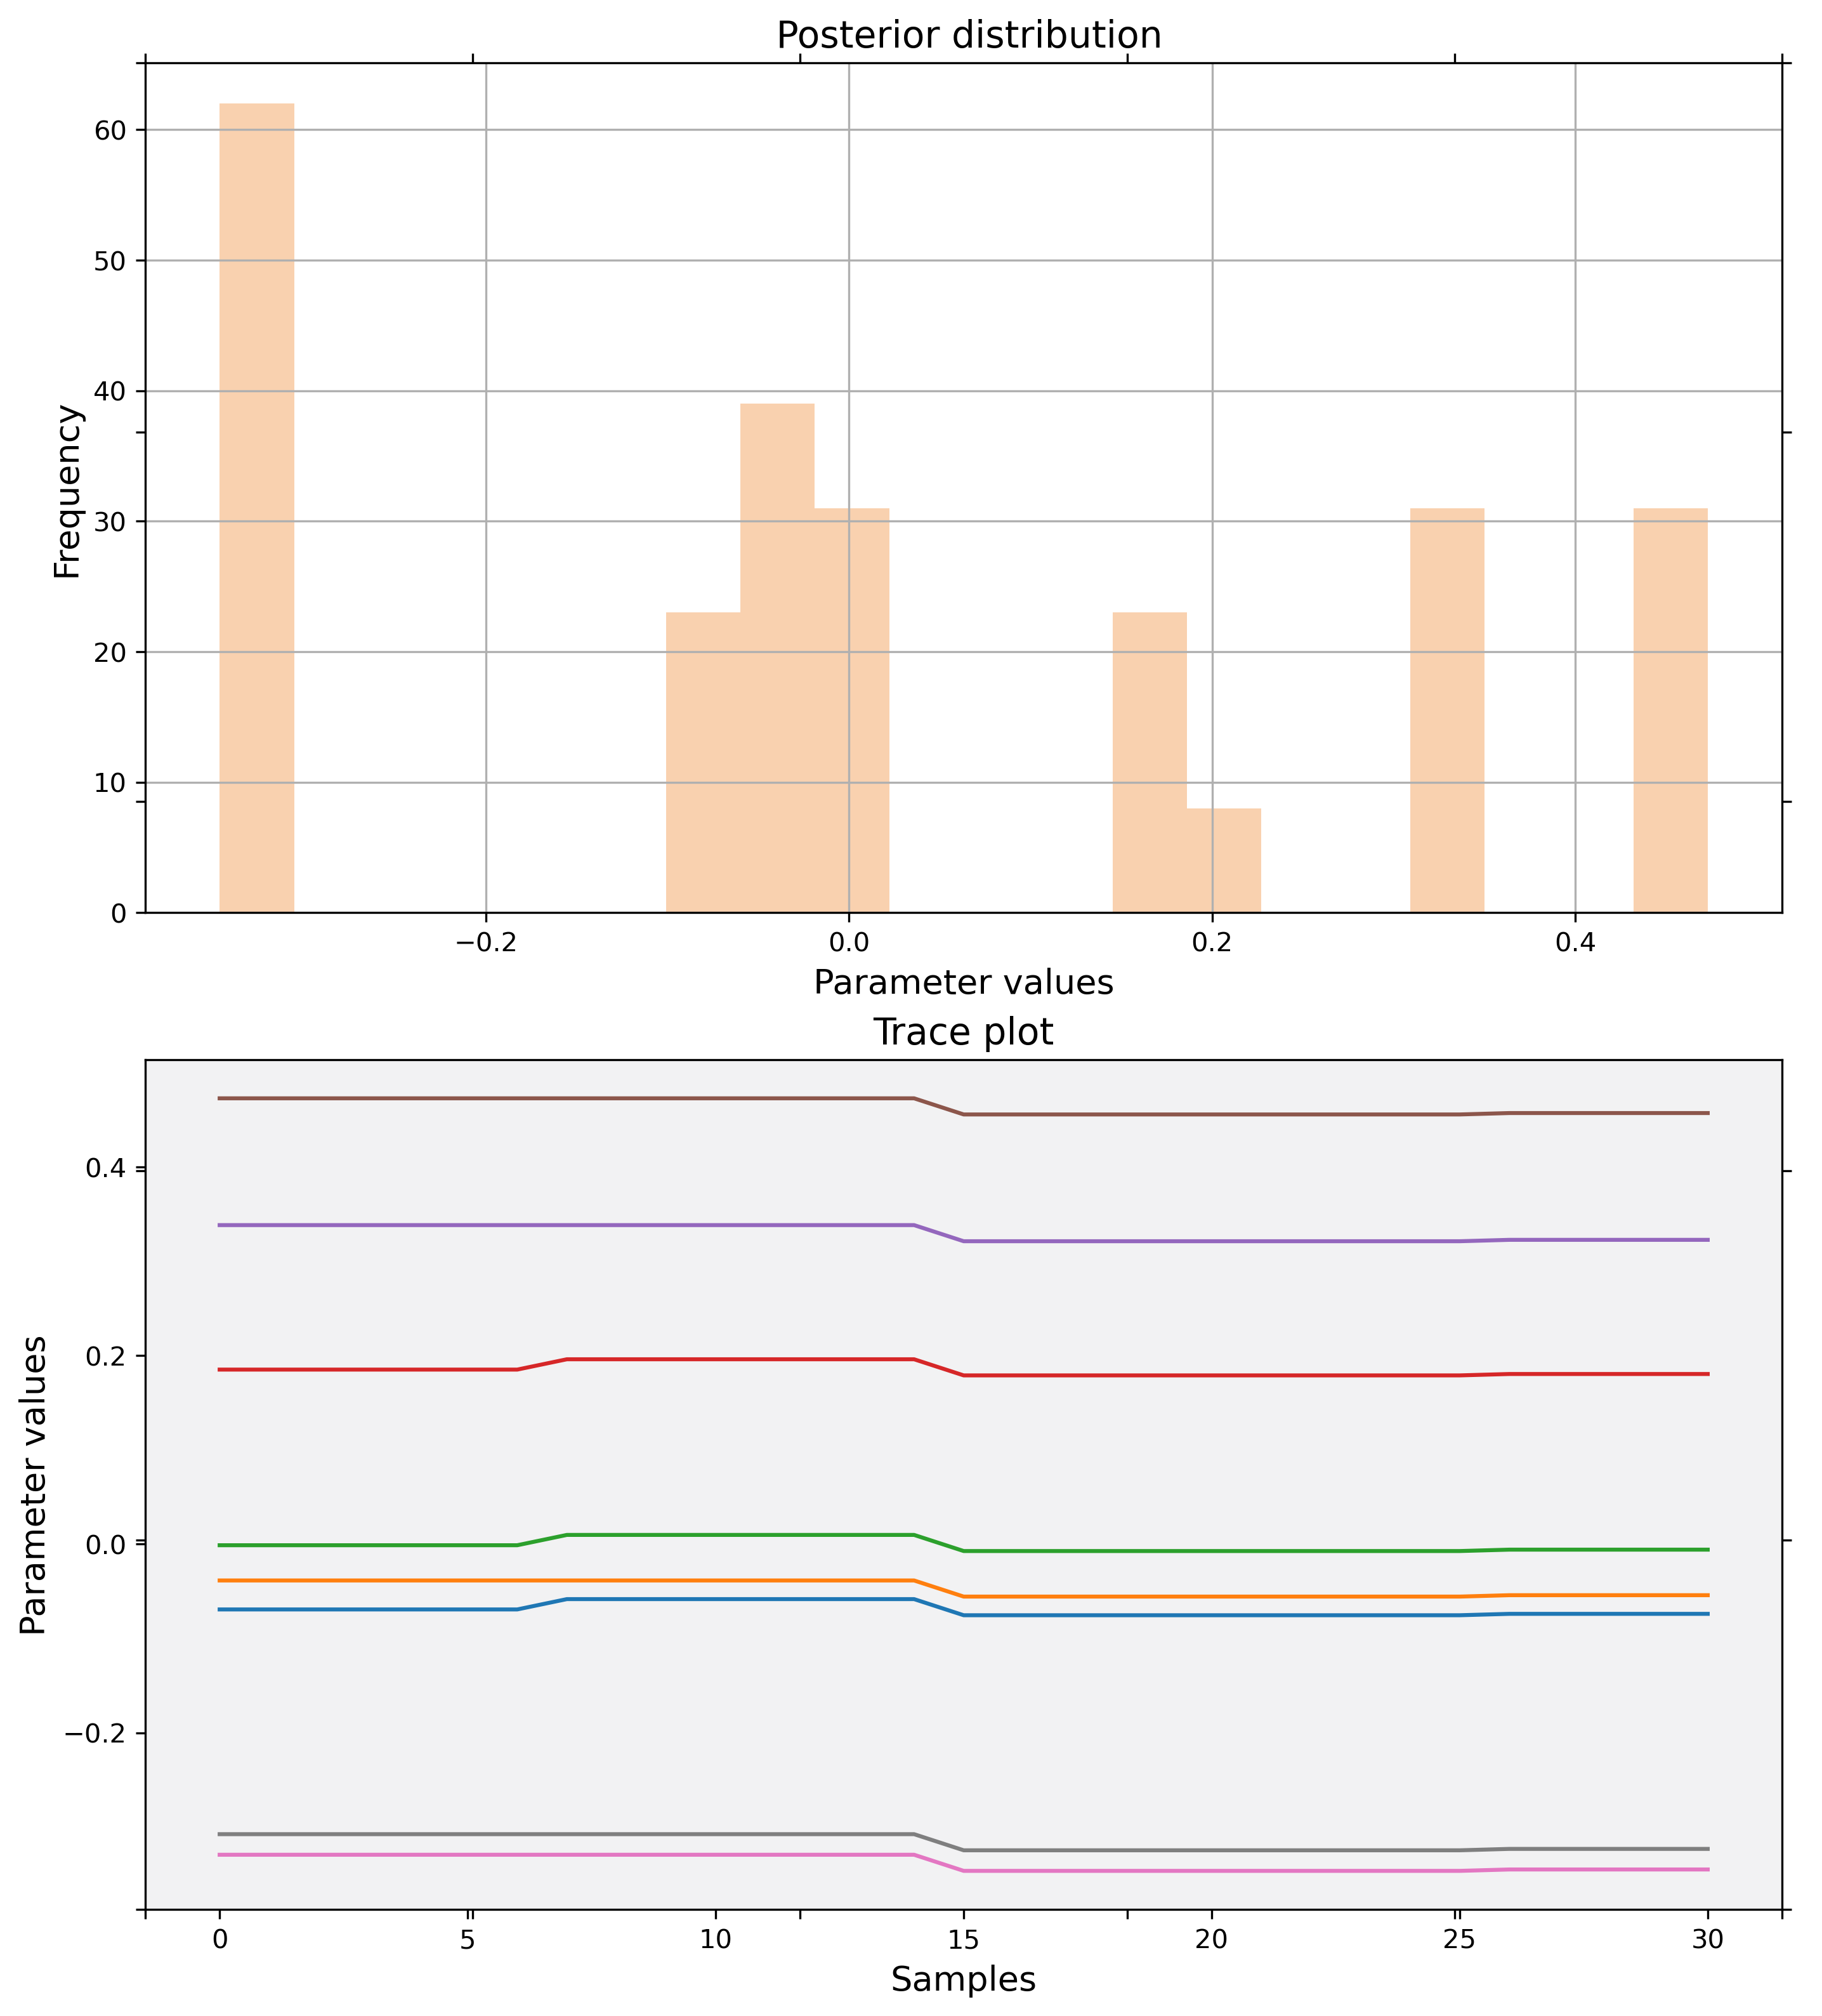 Posterior distribution
60
50
40
30
20
10
0
Frequency
−0.2 0.0 0.2 0.4
Parameter values
Trace plot
0.4
0.2
0.0
−0.2
Parameter values
0 5 10 15 20 25 30
Samples